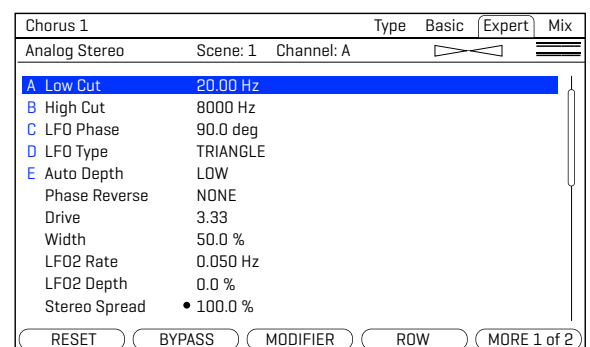 Chorus 1 Type Basic Expert Mix
Analog Stereo Scene: 1 Channel: A
A Low Cut 20.00 Hz
B High Cut 8000 Hz
C LFO Phase 90.0 deg
D LFO Type TRIANGLE
E Auto Depth LOW
Phase Reverse NONE
Drive 3.33
Width 50.0 %
LFO2 Rate 0.050 Hz
LFO2 Depth 0.0 %
Stereo Spread • 100.0 %
RESET BYPASS MODIFIER ROW MORE 1 of 2